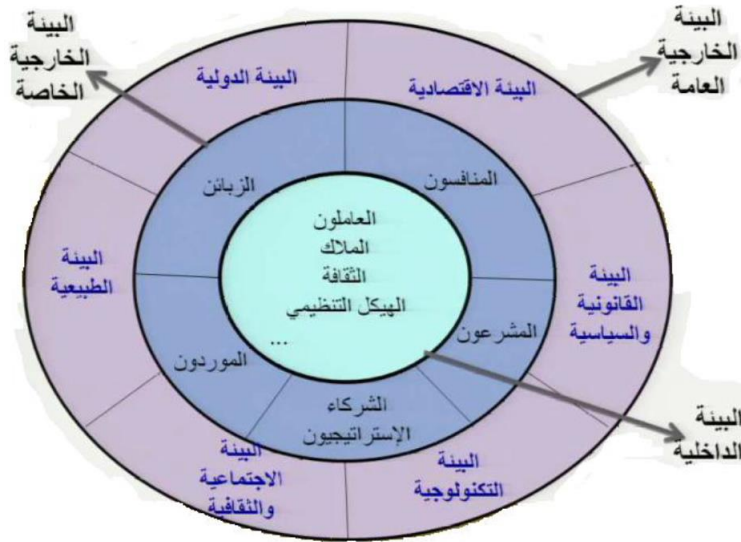 البيئة
الخارجية
العامة
البيئة
الخارجية
الخاصة
البيئة الاقتصادية
البيئة الدولية
المنافسون
الزبائن
العاملون
الملاك
الثقافة
الهيكل التنظيمي
...
البيئة
القانونية
والسياسية
البيئة
الطبيعية
المشرعون
الموردون
الشركاء
الإستراتيجيون
البيئة
الداخلية
البيئة
التكنولوجية
البيئة
الاجتماعية
والثقافية